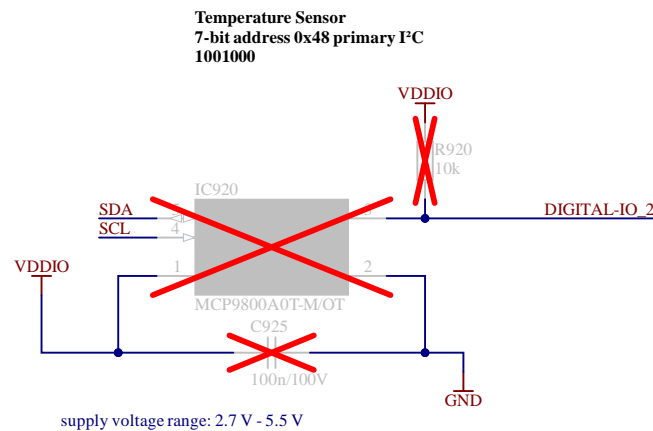 Temperature Sensor
7-bit address 0x48 primary I²C
1001000
VDDIO
R920
10k
IC920
SDA
SCL
4
3
DIGITAL-IO_2
VDDIO
1
2
MCP9800A0T-M/OT
C925
100n/100V
GND
supply voltage range: 2.7 V - 5.5 V